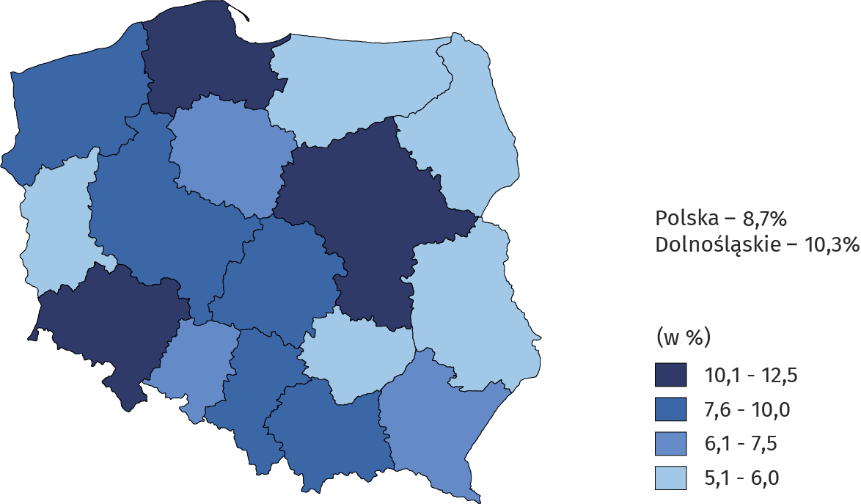 Polska – 8,7%
Dolnośląskie – 10,3%
(w %)
10,1 - 12,5
7,6 - 10,0
6,1 - 7,5
5,1 - 6,0